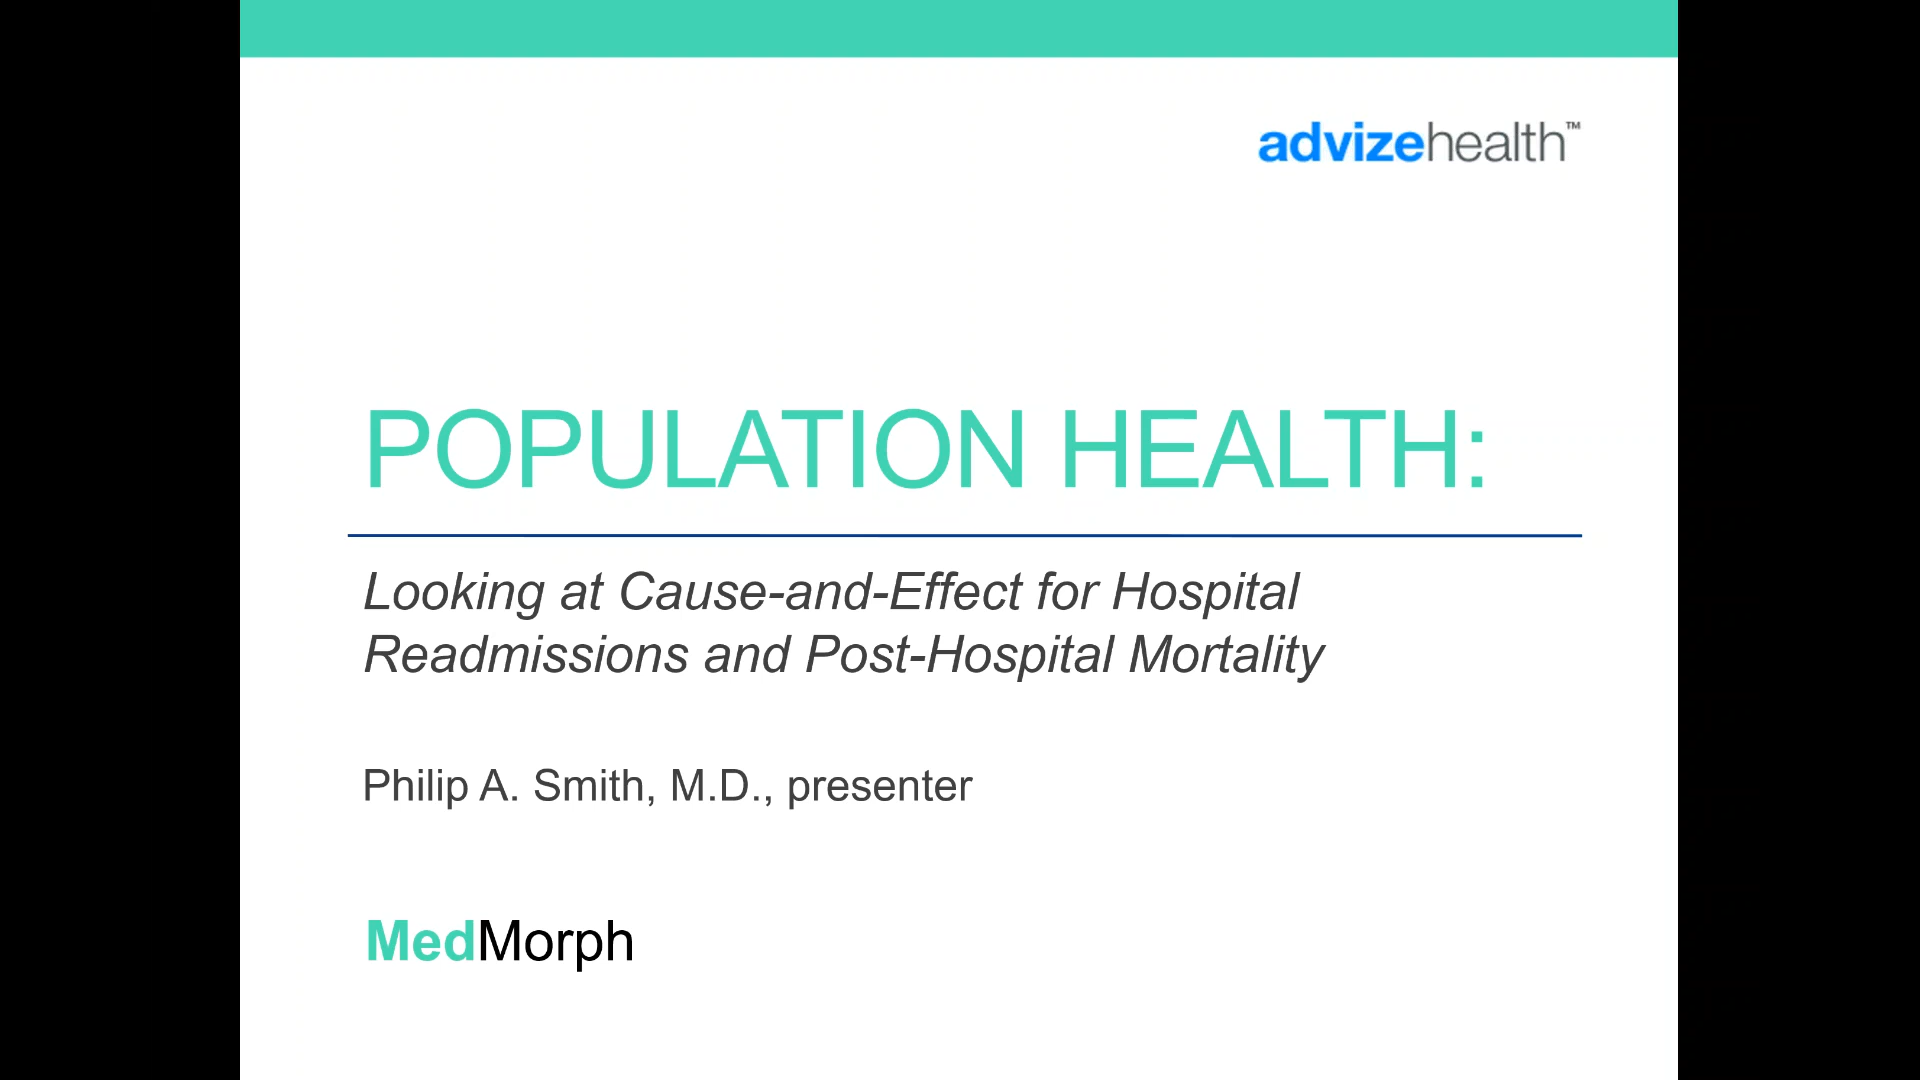 advizehealth™
POPULATION HEALTH:
Looking at Cause-and-Effect for Hospital
Readmissions and Post-Hospital Mortality
Philip A. Smith, M.D., presenter
MedMorph